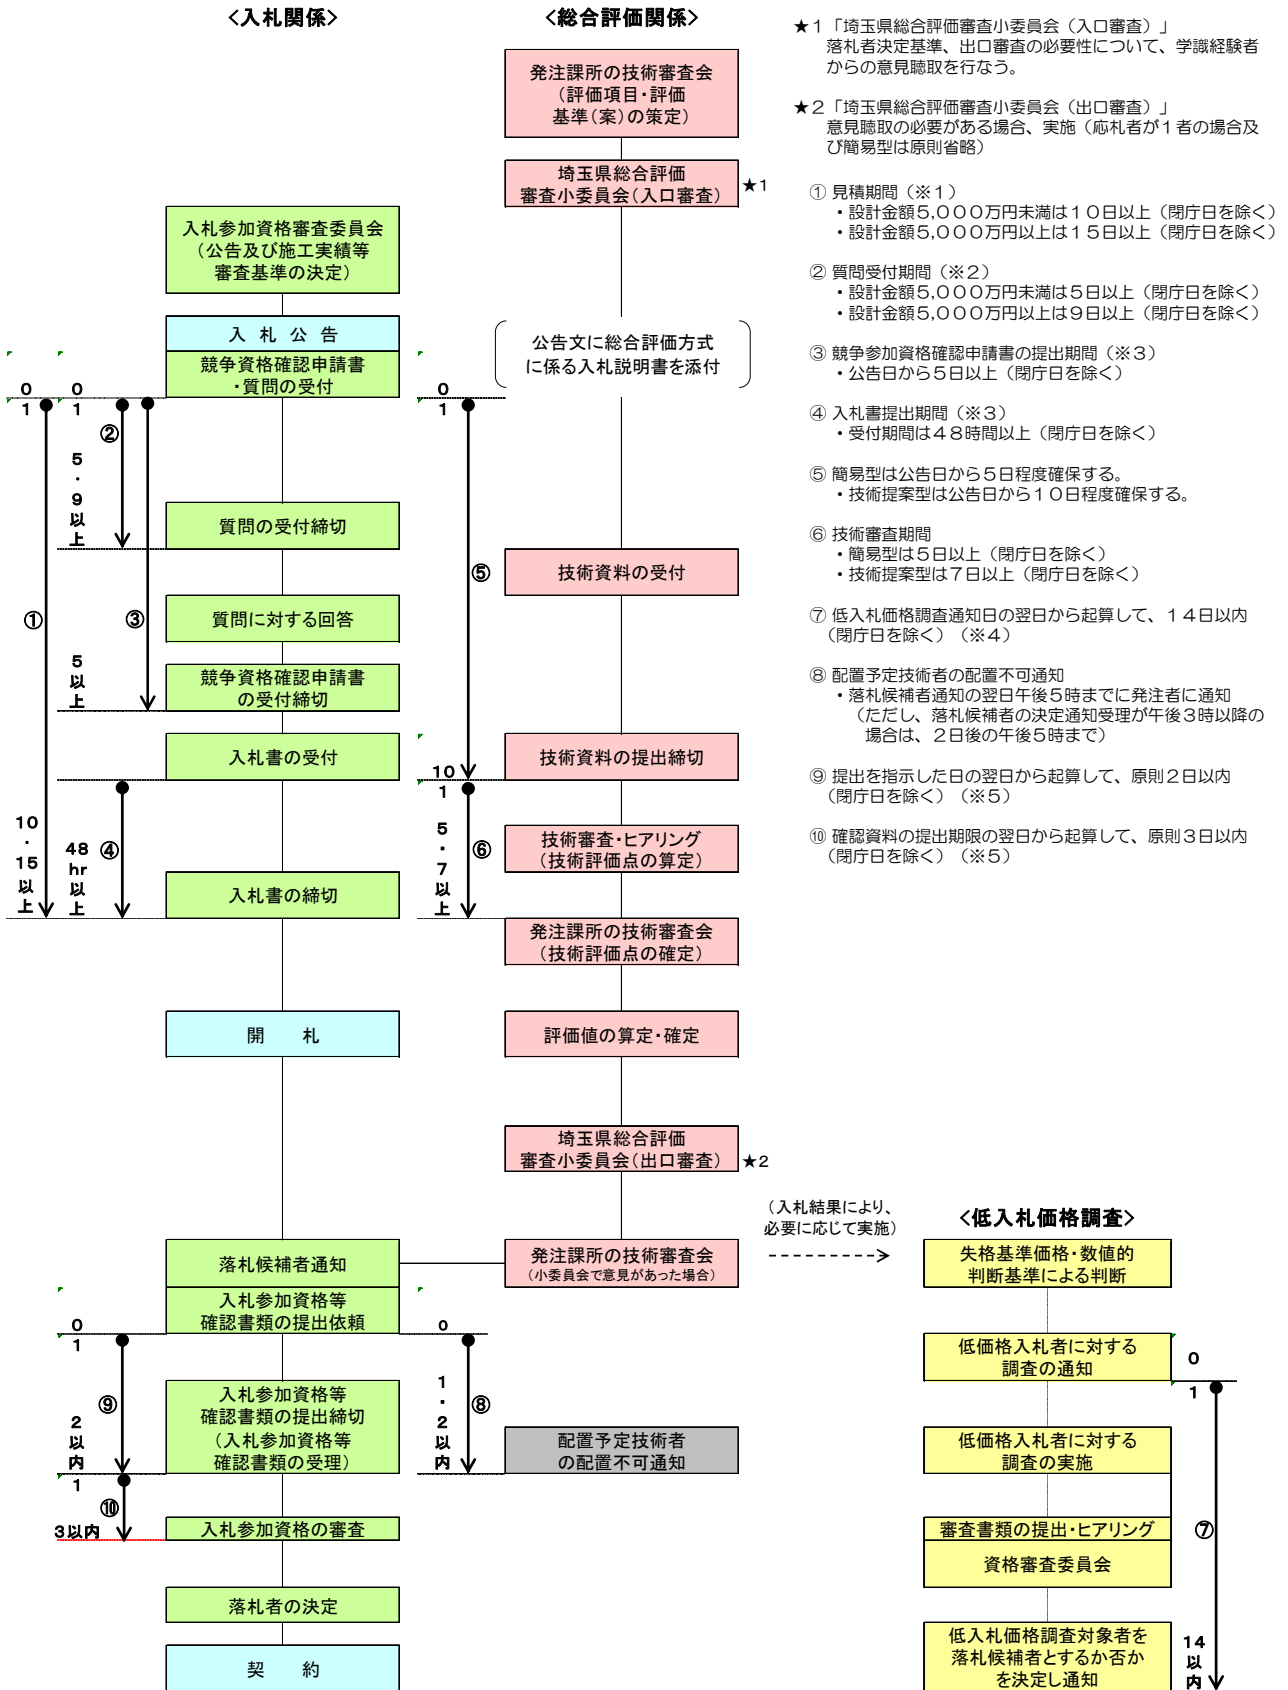 <入札関係>
入札参加資格審査委員会
(公告及び施工実績等
審査基準の決定)
入 札 公 告
競争資格確認申請書
・質問の受付
0
1
0
1
②
5
・
9
以
上
質問の受付締切
①
③
質問に対する回答
5
以
上
競争資格確認申請書
の受付締切
入札書の受付
10
・
15
以
上
48
hr
以
上
④
入札書の締切
開　札
落札候補者通知
入札参加資格等
確認書類の提出依頼
0
1
⑨
2
以
内
入札参加資格等
確認書類の提出締切
(入札参加資格等
確認書類の受理)
1
⑩
3以内
入札参加資格の審査
落札者の決定
契　約
<総合評価関係>
発注課所の技術審査会
(評価項目・評価
基準(案)の策定)
埼玉県総合評価
審査小委員会(入口審査)
★1
公告文に総合評価方式
に係る入札説明書を添付
0
1
⑤
技術資料の受付
技術資料の提出締切
10
1
5
・
7
以
上
⑥
技術審査・ヒアリング
(技術評価点の算定)
発注課所の技術審査会
(技術評価点の確定)
評価値の算定・確定
埼玉県総合評価
審査小委員会(出口審査)
★2
発注課所の技術審査会
(小委員会で意見があった場合)
0
1
・
2
以
内
⑧
配置予定技術者
の配置不可通知
(入札結果により、
必要に応じて実施)
<低入札価格調査>
失格基準価格・数値的
判断基準による判断
低価格入札者に対する
調査の通知
0
1
低価格入札者に対する
調査の実施
審査書類の提出・ヒアリング
⑦
資格審査委員会
低入札価格調査対象者を
落札候補者とするか否か
を決定し通知
14
以
内
★1「埼玉県総合評価審査小委員会(入口審査)」
落札者決定基準、出口審査の必要性について、学識経験者
からの意見聴取を行なう。
★2「埼玉県総合評価審査小委員会(出口審査)」
意見聴取の必要がある場合、実施(応札者が1者の場合及
び簡易型は原則省略)
① 見積期間(※1)
・設計金額5,000万円未満は10日以上(閉庁日を除く)
・設計金額5,000万円以上は15日以上(閉庁日を除く)
② 質問受付期間(※2)
・設計金額5,000万円未満は5日以上(閉庁日を除く)
・設計金額5,000万円以上は9日以上(閉庁日を除く)
③ 競争参加資格確認申請書の提出期間(※3)
・公告日から5日以上(閉庁日を除く)
④ 入札書提出期間(※3)
・受付期間は48時間以上(閉庁日を除く)
⑤ 簡易型は公告日から5日程度確保する。
・技術提案型は公告日から10日程度確保する。
⑥ 技術審査期間
・簡易型は5日以上(閉庁日を除く)
・技術提案型は7日以上(閉庁日を除く)
⑦ 低入札価格調査通知日の翌日から起算して、14日以内
(閉庁日を除く)(※4)
⑧ 配置予定技術者の配置不可通知
・落札候補者通知の翌日午後5時までに発注者に通知
(ただし、落札候補者の決定通知受理が午後3時以降の
場合は、2日後の午後5時まで)
⑨ 提出を指示した日の翌日から起算して、原則2日以内
(閉庁日を除く)(※5)
⑩ 確認資料の提出期限の翌日から起算して、原則3日以内
(閉庁日を除く)(※5)